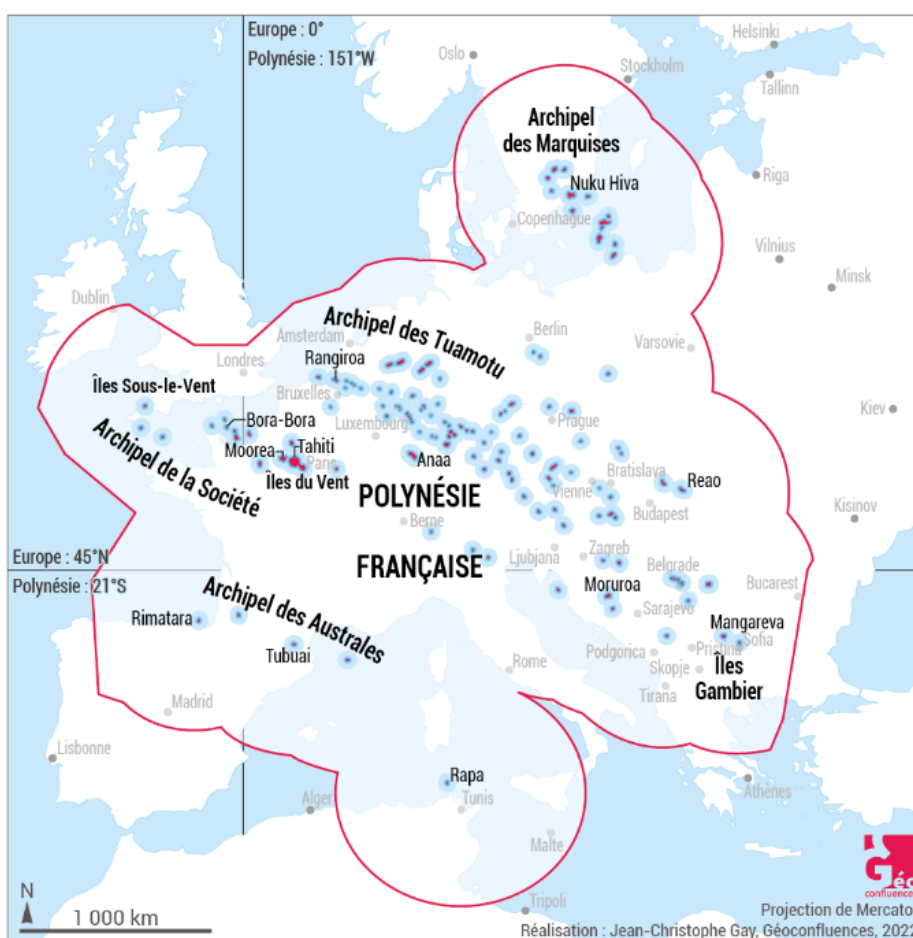 Europe : 0°
Polynésie : 151°W
Helsinki
Oslo
Stockholm
Tallinn
Archipel
des Marquises
Riga
Nuku Hiva
Copenhague
Vilnius
Minsk
Dublin
Archipel des Tuamotu
Berlin
Amsterdam
Varsovie
Londres
Rangiroa
Îles Sous-le-Vent
Bruxelles
Kiev
Bora-Bora
Luxembourg
Prague
Archipel de la Société
Moorea
Tahiti
Paris
Anaa
Îles du Vent
Bratislava
Reao
Vienne
POLYNÉSIE
Budapest
Berne
Kisinov
Europe : 45°N
Ljubjana
Zagreb
FRANÇAISE
Belgrade
Polynésie : 21°S
Bucarest
Moruroa
Archipel des Australes
Rimatara
Sarajevo
Mangareva
Sofia
Tubuai
Podgorica
Pristina
Rome
Skopje
Îles
Gambier
Tirana
Madrid
Lisbonne
Rapa
Athènes
Alger
Tunis
Malte
Géo
confluence
N
1 000 km
Tripoli
Projection de Mercato
Réalisation : Jean-Christophe Gay, Géoconfluences, 2022